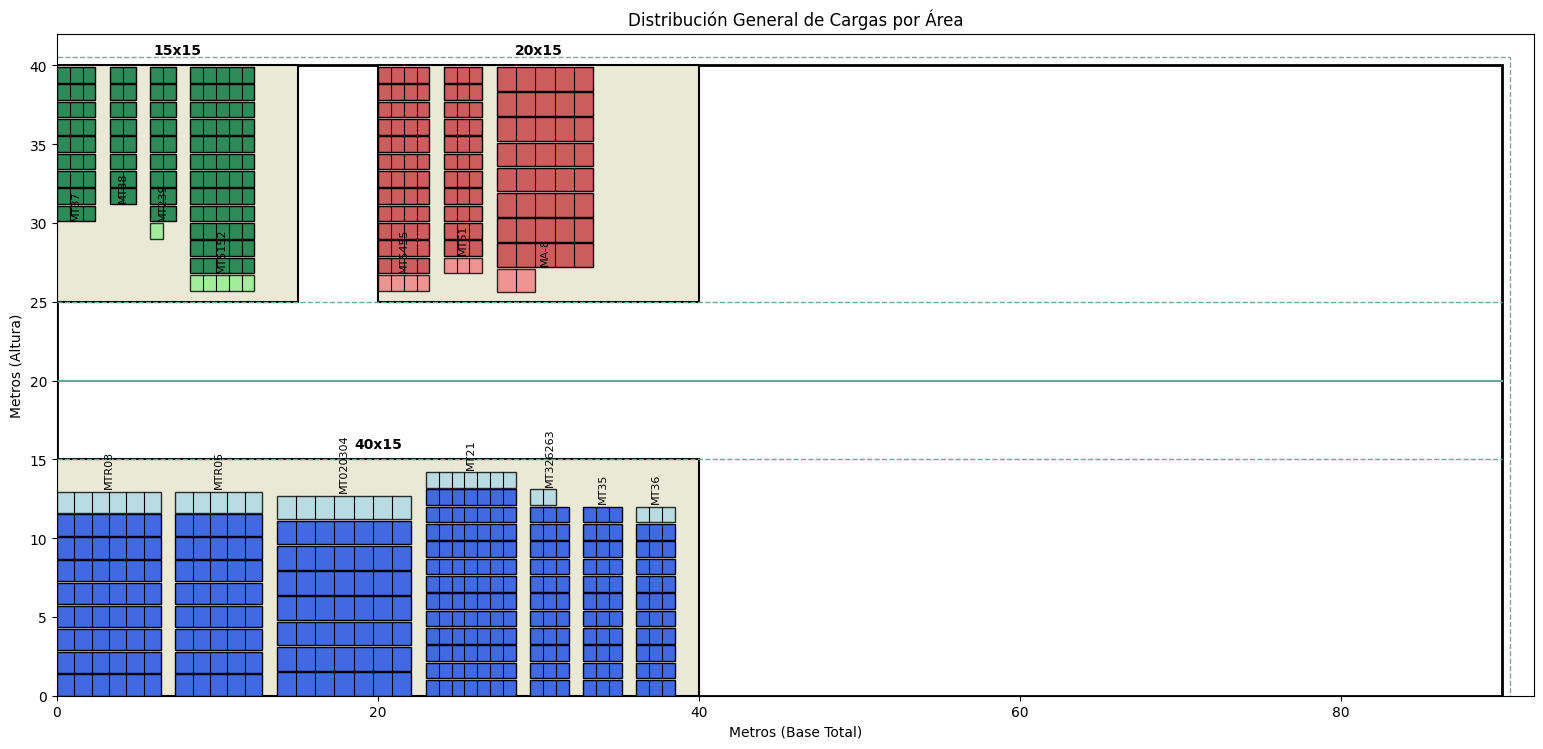 Distribución General de Cargas por Área
15x15
20x15
40
35
30
25
20
15
10
5
0
Metros (Altura)
MT37
MT38
MT239
MT5152
MT5455
MT61
MA-8
40x15
MTR03
MTR05
MT020304
MT21
MT326263
MT35
MT36
0
20
40
60
80
Metros (Base Total)